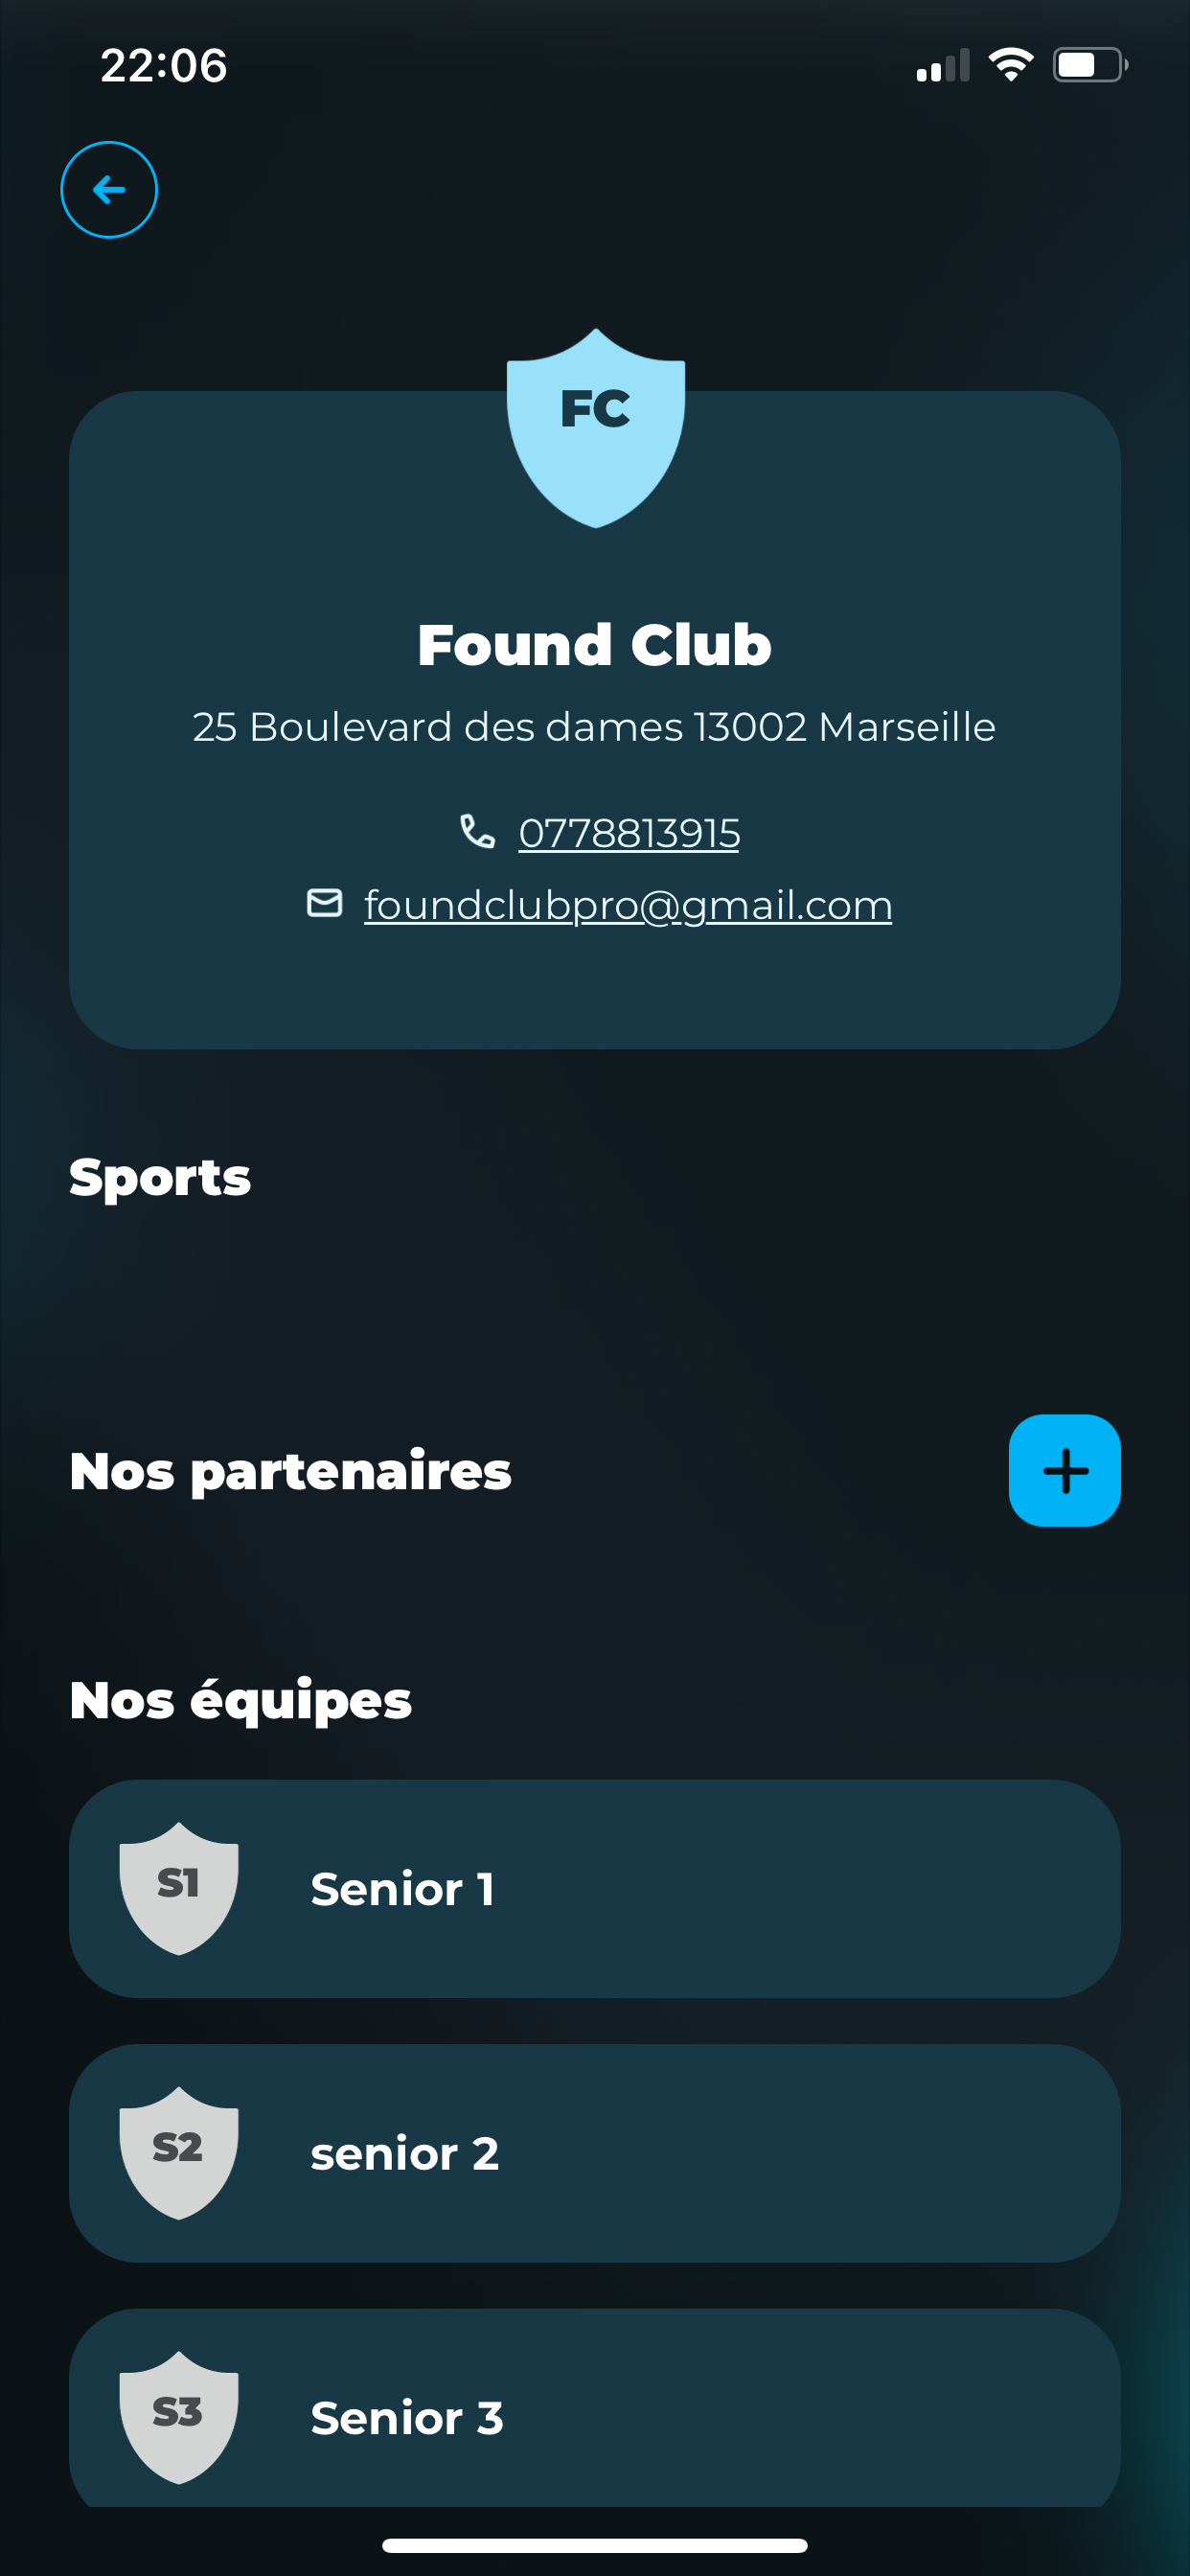 22:06
FC
Found Club
25 Boulevard des dames 13002 Marseille
0778813915
foundclubpro@gmail.com
Sports
Nos partenaires
Nos équipes
S1
Senior 1
S2
senior 2
S3
Senior 3